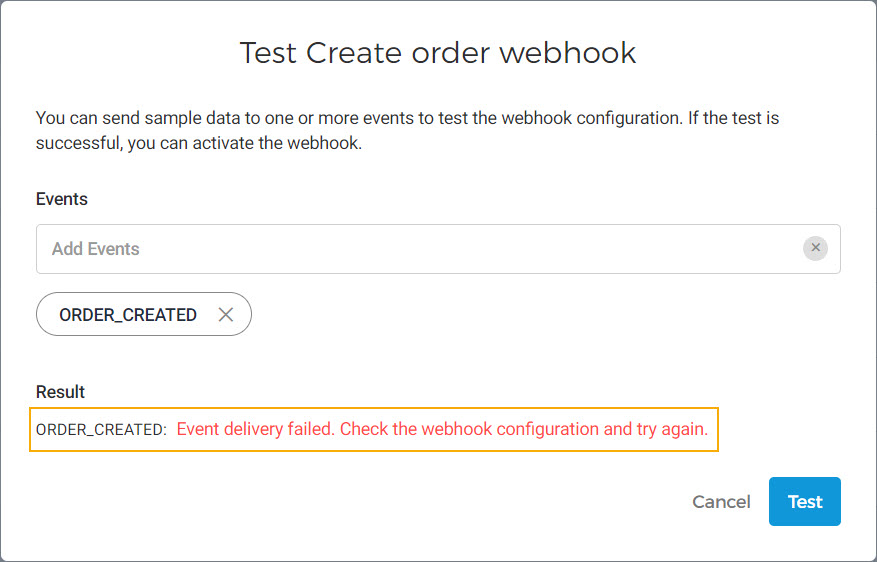 Test Create order webhook
You can send sample data to one or more events to test the webhook configuration. If the test is
successful, you can activate the webhook.
Events
Add Events
ORDER_CREATED
Result
ORDER_CREATED: Event delivery failed. Check the webhook configuration and try again.
Cancel Test